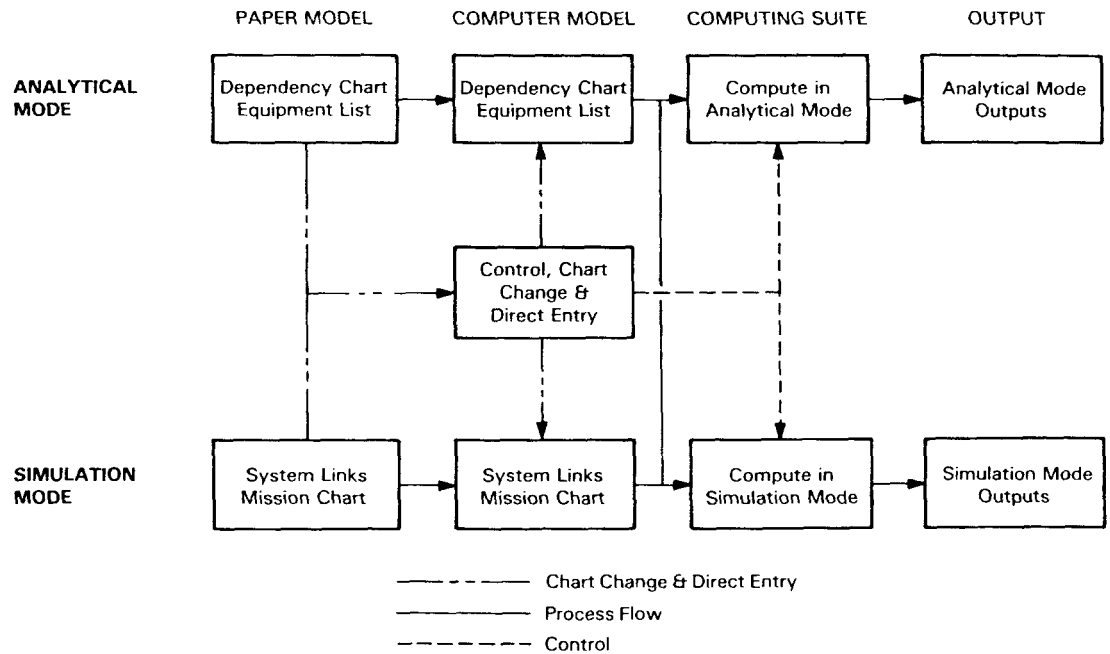 PAPER MODEL COMPUTER MODEL COMPUTING SUITE OUTPUT
ANALYTICAL
MODE
Dependency Chart
Equipment List
Dependency Chart
Equipment List
Compute in
Analytical Mode
Analytical Mode
Outputs
Control, Chart
Change &
Direct Entry
SIMULATION
MODE
System Links
Mission Chart
System Links
Mission Chart
Compute in
Simulation Mode
Simulation Mode
Outputs
Chart Change & Direct Entry
Process Flow
Control